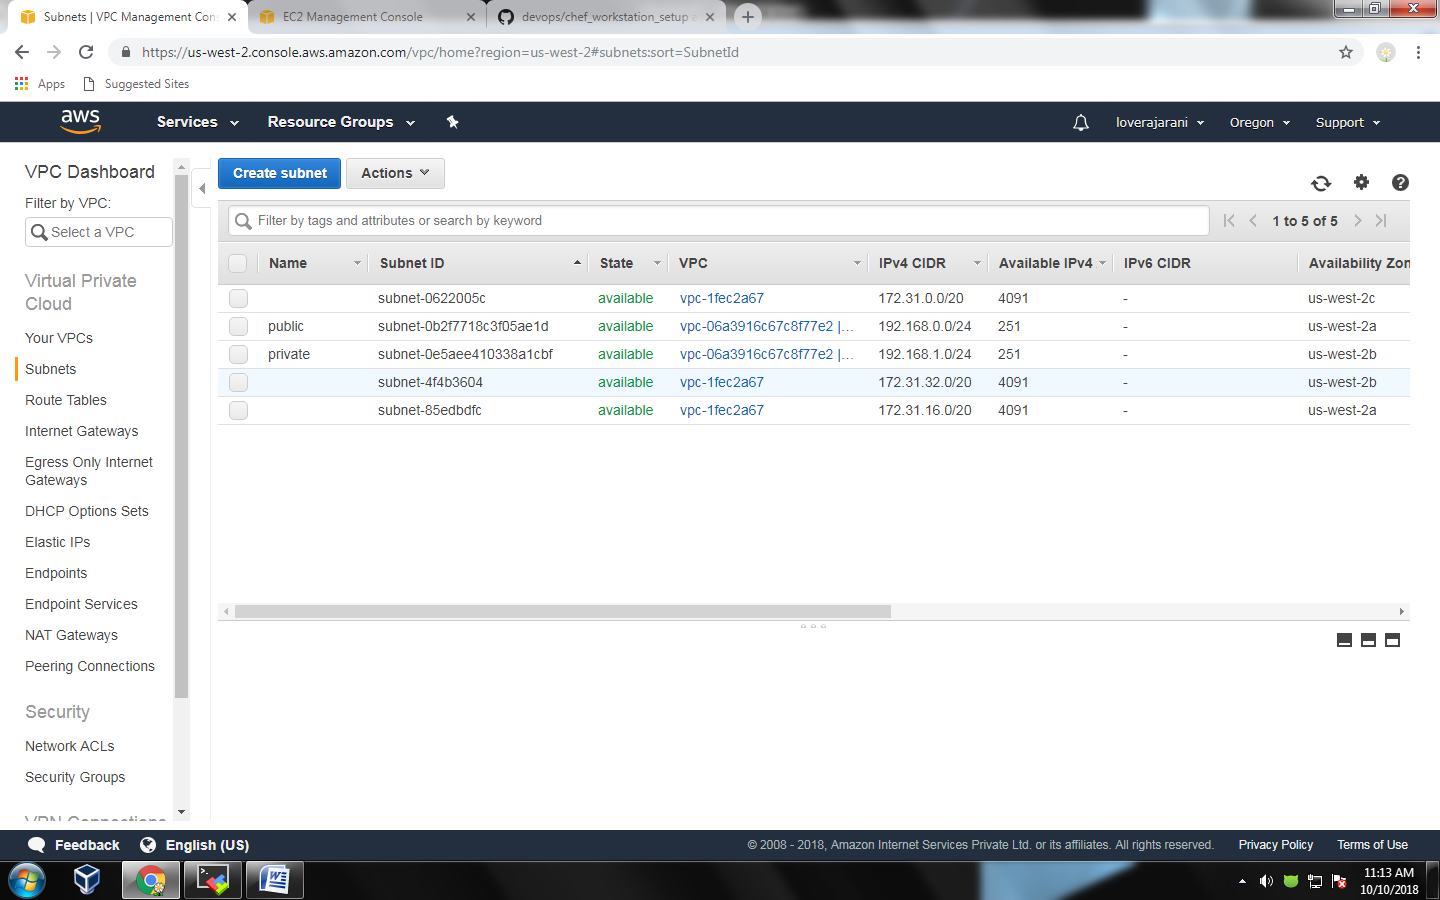 Subnets | VPC Management Con
EC2 Management Console
devops/chef_workstation_setup a
https://us-west-2.console.aws.amazon.com/vpc/home?region=us-west-2#subnets:sort=SubnetId
Apps
Suggested Sites
aws
Services
Resource Groups
loverajarani
Oregon
Support
VPC Dashboard
Filter by VPC:
Select a VPC
Virtual Private
Cloud
Your VPCs
Subnets
Route Tables
Internet Gateways
Egress Only Internet
Gateways
DHCP Options Sets
Elastic IPs
Endpoints
Endpoint Services
NAT Gateways
Peering Connections
Security
Network ACLs
Security Groups
VPN Connections
Create subnet
Actions
Filter by tags and attributes or search by keyword
1 to 5 of 5
Name Subnet ID State VPC IPv4 CIDR Available IPv4 IPv6 CIDR Availability Zon
subnet-0622005c available vpc-1fec2a67 172.31.0.0/20 4091 - us-west-2c
public subnet-0b2f7718c3f05ae1d available vpc-06a3916c67c8f77e2 |... 192.168.0.0/24 251 - us-west-2a
private subnet-0e5aee410338a1cbf available vpc-06a3916c67c8f77e2 |... 192.168.1.0/24 251 - us-west-2b
subnet-4f4b3604 available vpc-1fec2a67 172.31.32.0/20 4091 - us-west-2b
subnet-85edbdfc available vpc-1fec2a67 172.31.16.0/20 4091 - us-west-2a
Feedback
English (US)
© 2008 - 2018, Amazon Internet Services Private Ltd. or its affiliates. All rights reserved.
Privacy Policy
Terms of Use
11:13 AM
10/10/2018